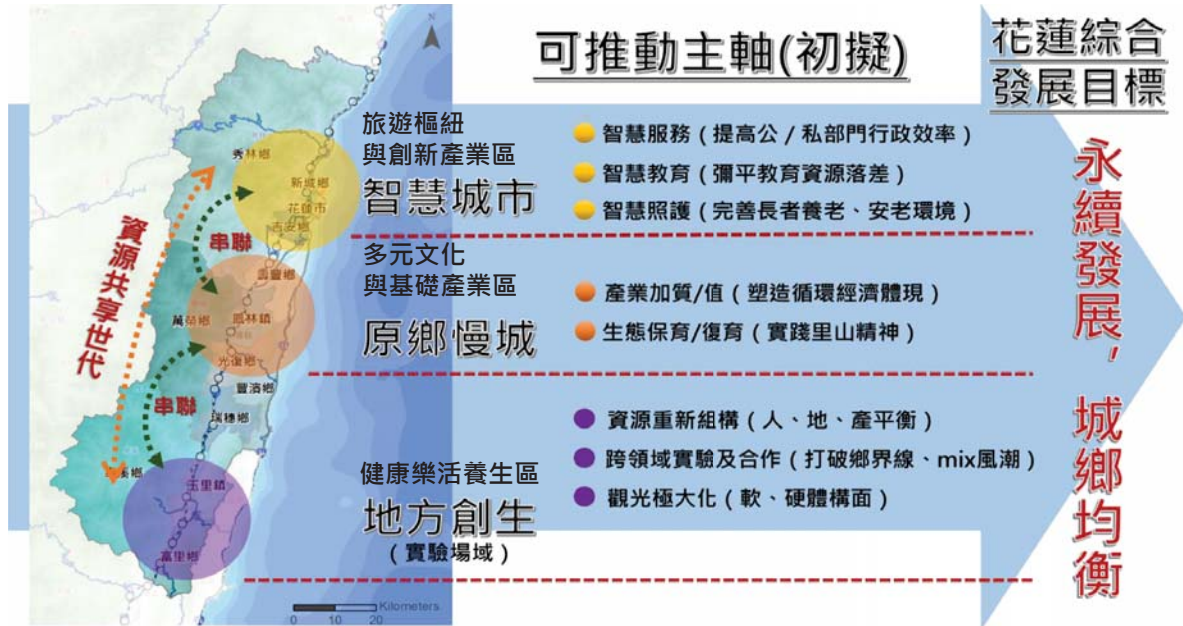 可推動主軸(初擬)
花蓮綜合
發展目標
旅遊樞紐
與創新產業區
智慧城市
智慧服務(提高公/私部門行政效率)
智慧教育(彌平教育資源落差)
智慧照護(完善長者養老、安老環境)
多元文化
與基礎產業區
原鄉慢城
產業加質/值(塑造循環經濟體現)
生態保育/復育(實踐里山精神)
健康樂活養生區
地方創生
(實驗場域)
資源重新組構(人、地、產平衡)
跨領域實驗及合作(打破鄉界線、mix風潮)
觀光極大化(軟、硬體構面)
永續發展,城鄉均衡
N
秀林鄉
新城鄉
花蓮市
吉安鄉
串聯
資源共享世代
壽豐鄉
萬榮鄉
鳳林鎮
光復鄉
豐濱鄉
串聯
瑞穗鄉
玉里鎮
富里鄉
Kilometers
0 10 20